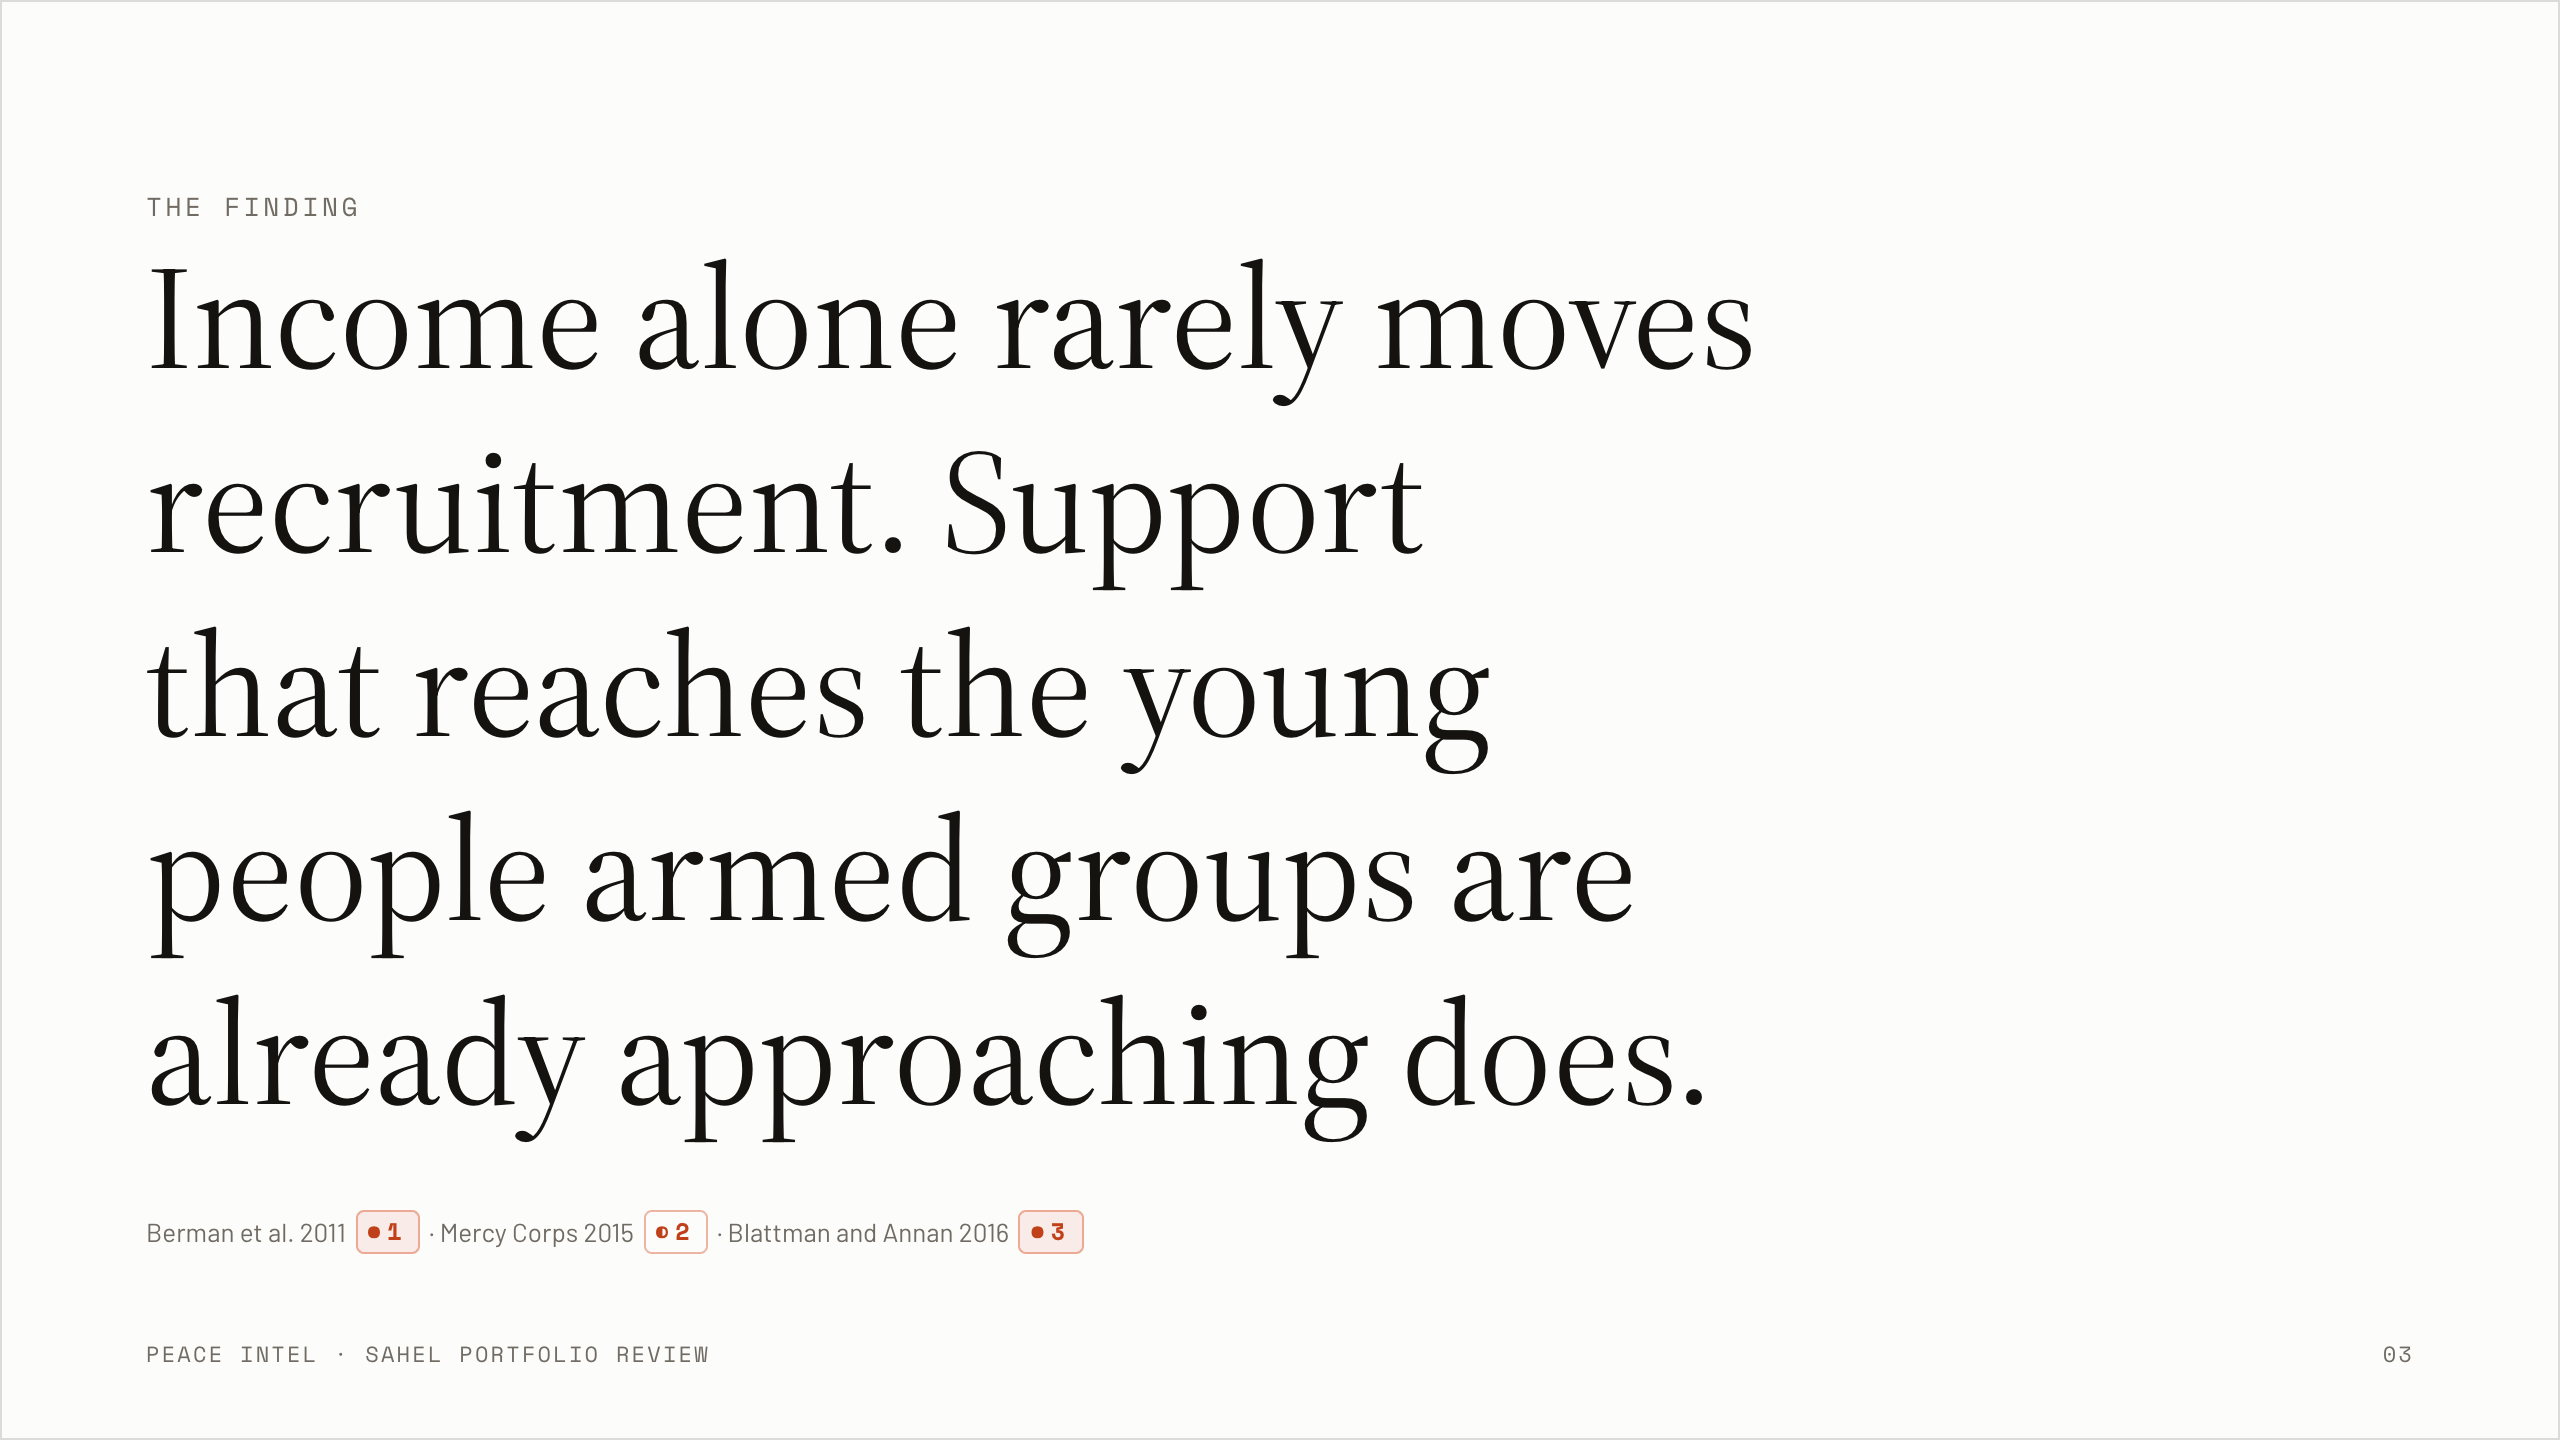 THE FINDING
Income alone rarely moves
recruitment. Support
that reaches the young
people armed groups are
already approaching does.
Berman et al. 2011 ● 1 · Mercy Corps 2015 ◐ 2 · Blattman and Annan 2016 ● 3
PEACE INTEL · SAHEL PORTFOLIO REVIEW
03